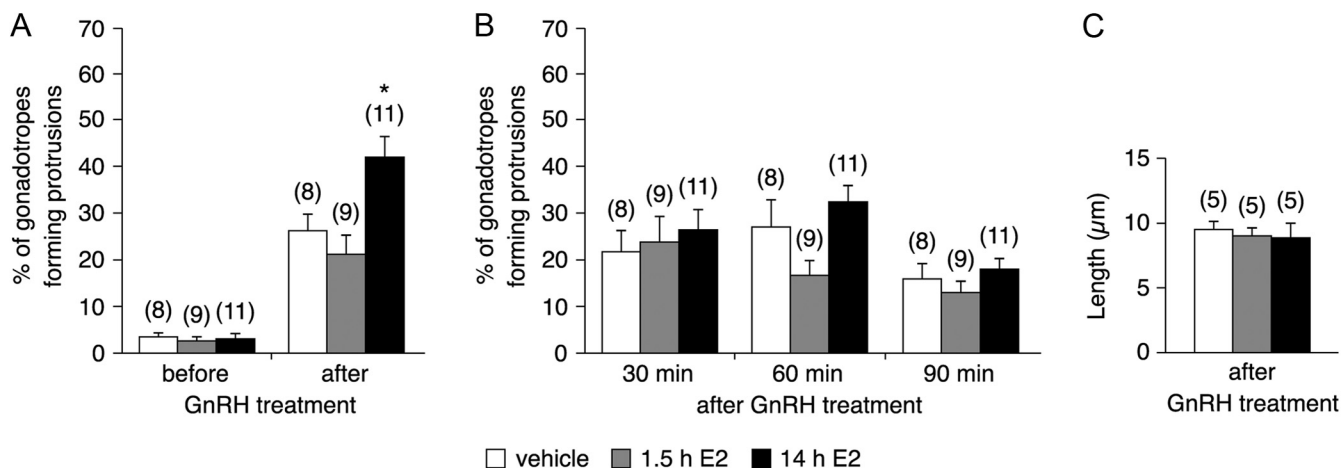 A
% of gonadotropes
forming protrusions
70
60
50
40
30
20
10
0
(8)
(9)
(11)
(8)
(9)
*
(11)
before
after
GnRH treatment
B
% of gonadotropes
forming protrusions
70
60
50
40
30
20
10
0
(8)
(9)
(11)
(8)
(9)
(11)
(8)
(9)
(11)
30 min
60 min
90 min
after GnRH treatment
C
Length (µm)
15
10
5
0
(5)
(5)
(5)
after
GnRH treatment
vehicle
1.5 h E2
14 h E2